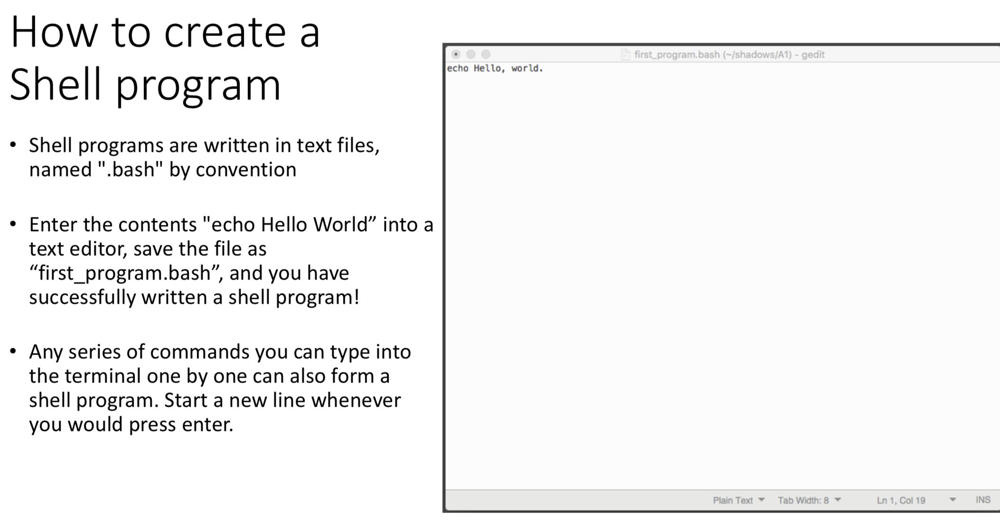 How to create a
Shell program
• Shell programs are written in text files,
named ".bash" by convention
• Enter the contents "echo Hello World” into a
text editor, save the file as
“first_program.bash”, and you have
successfully written a shell program!
• Any series of commands you can type into
the terminal one by one can also form a
shell program. Start a new line whenever
you would press enter.
first_program.bash (~/shadows/A1) - gedit
echo Hello, world.
Plain Text Tab Width: 8 Ln 1, Col 19 INS